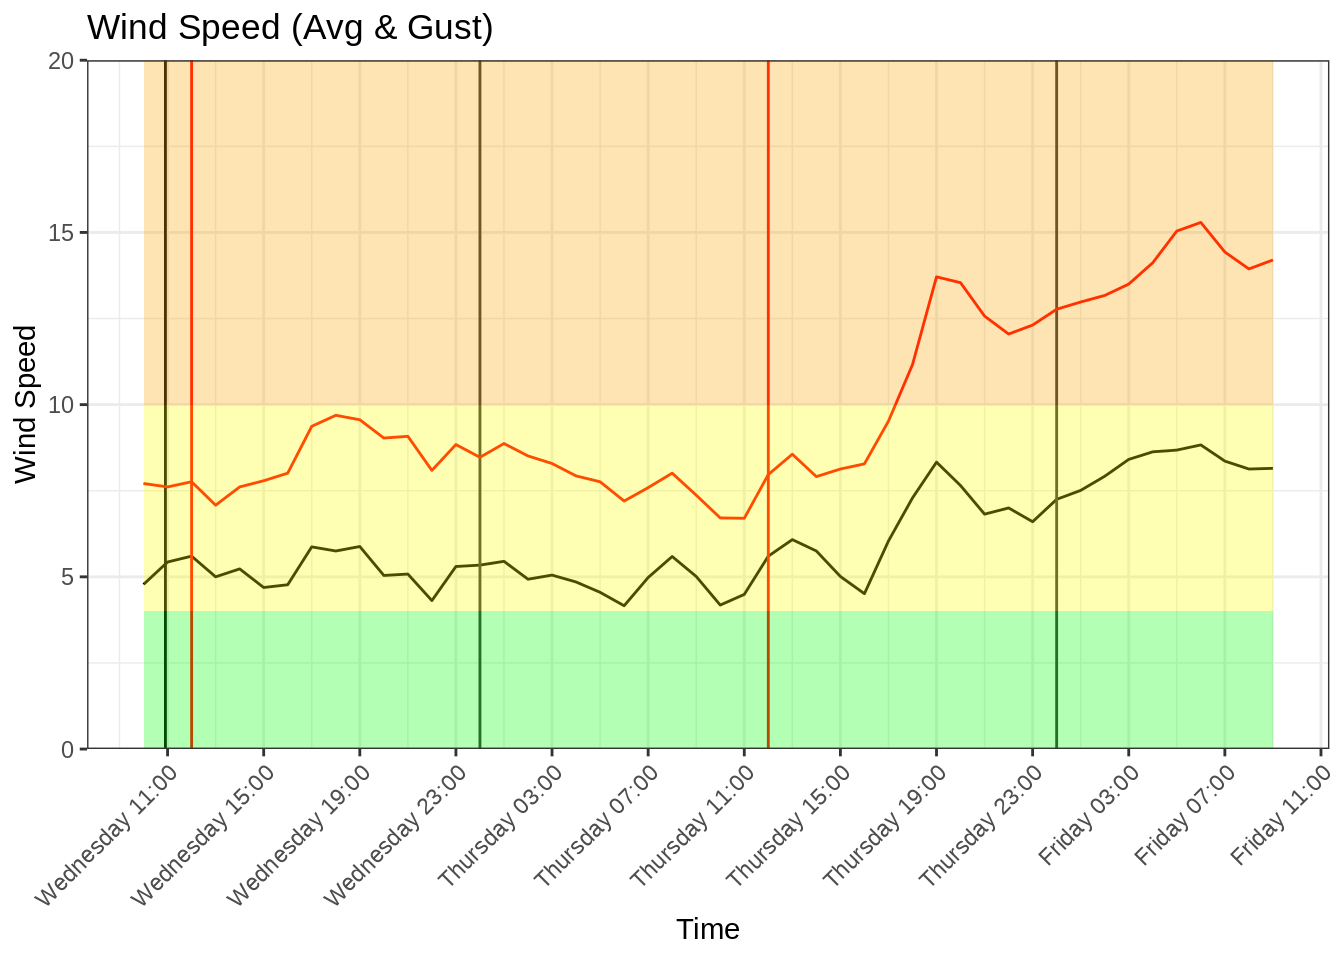 Wind Speed (Avg & Gust)
20
15
10
5
0
Wind Speed
Wednesday 11:00
Wednesday 15:00
Wednesday 19:00
Wednesday 23:00
Thursday 03:00
Thursday 07:00
Thursday 11:00
Thursday 15:00
Thursday 19:00
Thursday 23:00
Friday 03:00
Friday 07:00
Friday 11:00
Time